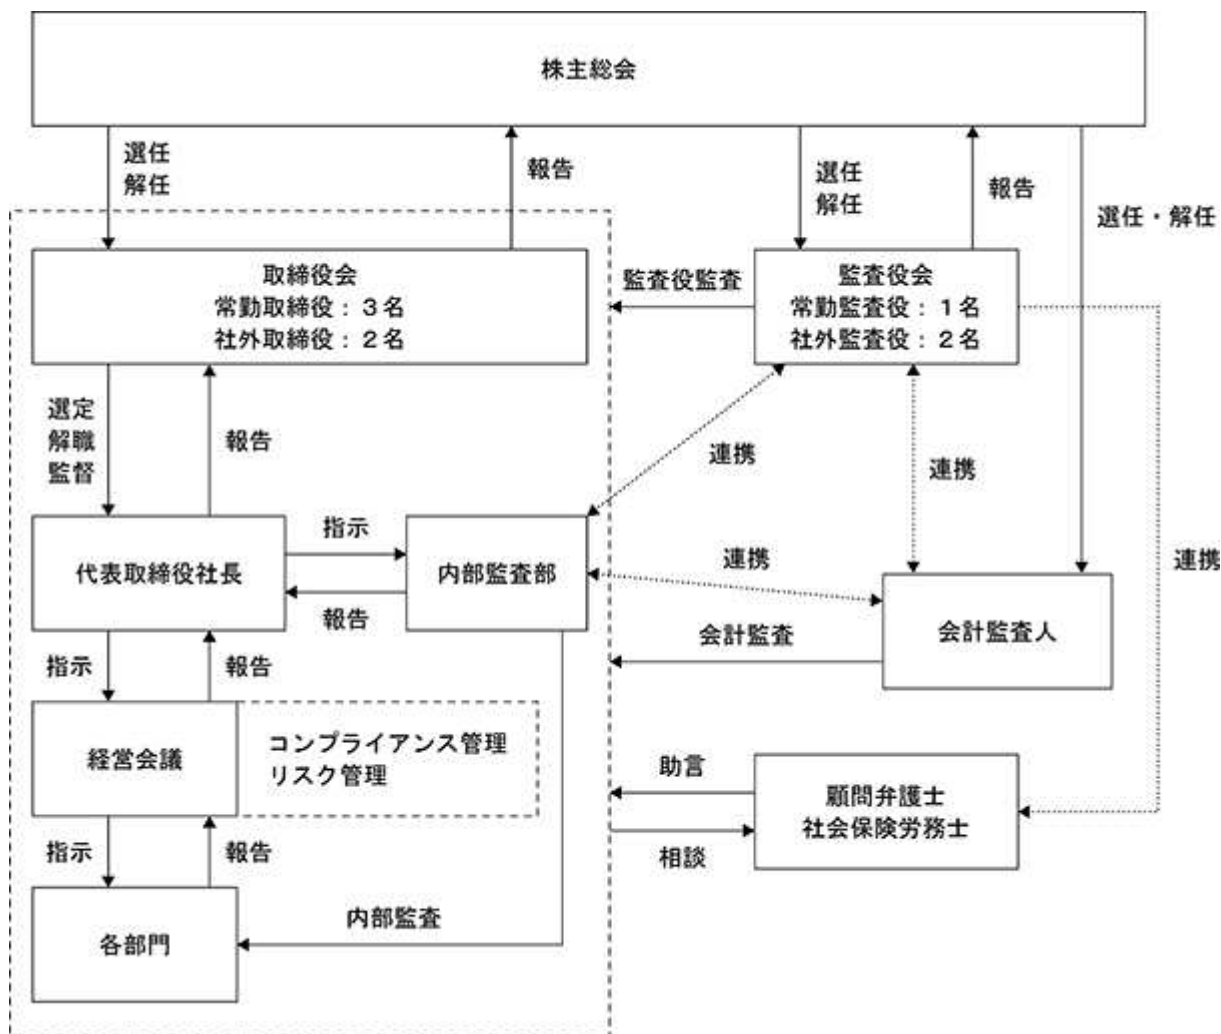 株主総会
選任
解任
報告
選任
解任
報告
選任・解任
取締役会
常勤取締役：３名
社外取締役：２名
監査役監査
監査役会
常勤監査役：１名
社外監査役：２名
選定
解職
監督
報告
連携
連携
代表取締役社長
指示
報告
内部監査部
連携
会計監査人
連携
会計監査
指示
報告
経営会議
コンプライアンス管理
リスク管理
助言
相談
顧問弁護士
社会保険労務士
指示
報告
各部門
内部監査